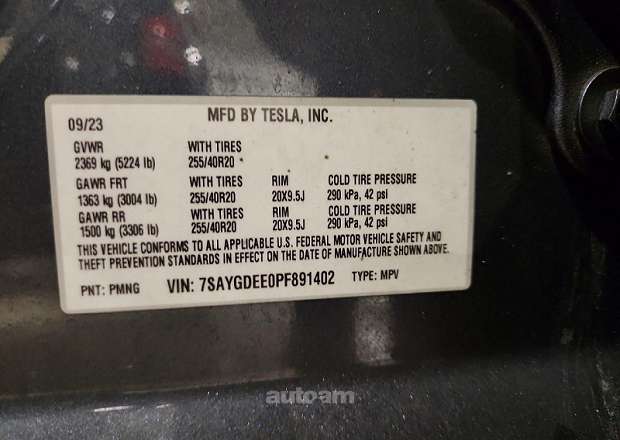 MFD BY TESLA, INC.
09/23
GVWR WITH TIRES
2369 kg (5224 lb) 255/40R20
GAWR FRT WITH TIRES RIM COLD TIRE PRESSURE
1363 kg (3004 lb) 255/40R20 20X9.5J 290 kPa, 42 psi
GAWR RR WITH TIRES RIM COLD TIRE PRESSURE
1500 kg (3306 lb) 255/40R20 20X9.5J 290 kPa, 42 psi
THIS VEHICLE CONFORMS TO ALL APPLICABLE U.S. FEDERAL MOTOR VEHICLE SAFETY AND
THEFT PREVENTION STANDARDS IN EFFECT ON THE DATE OF MANUFACTURE SHOWN ABOVE.
PNT: PMNG VIN: 7SAYGDEE0PF891402 TYPE: MPV
autoam